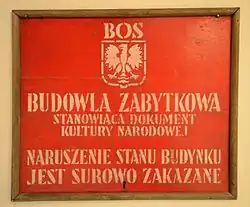 BOS
BUDOWLA ZABYTKOWA
STANOWIĄCA DOKUMENT
KULTURY NARODOWEJ
NARUSZENIE STANU BUDYNKU
JEST SUROWO ZAKAZANE